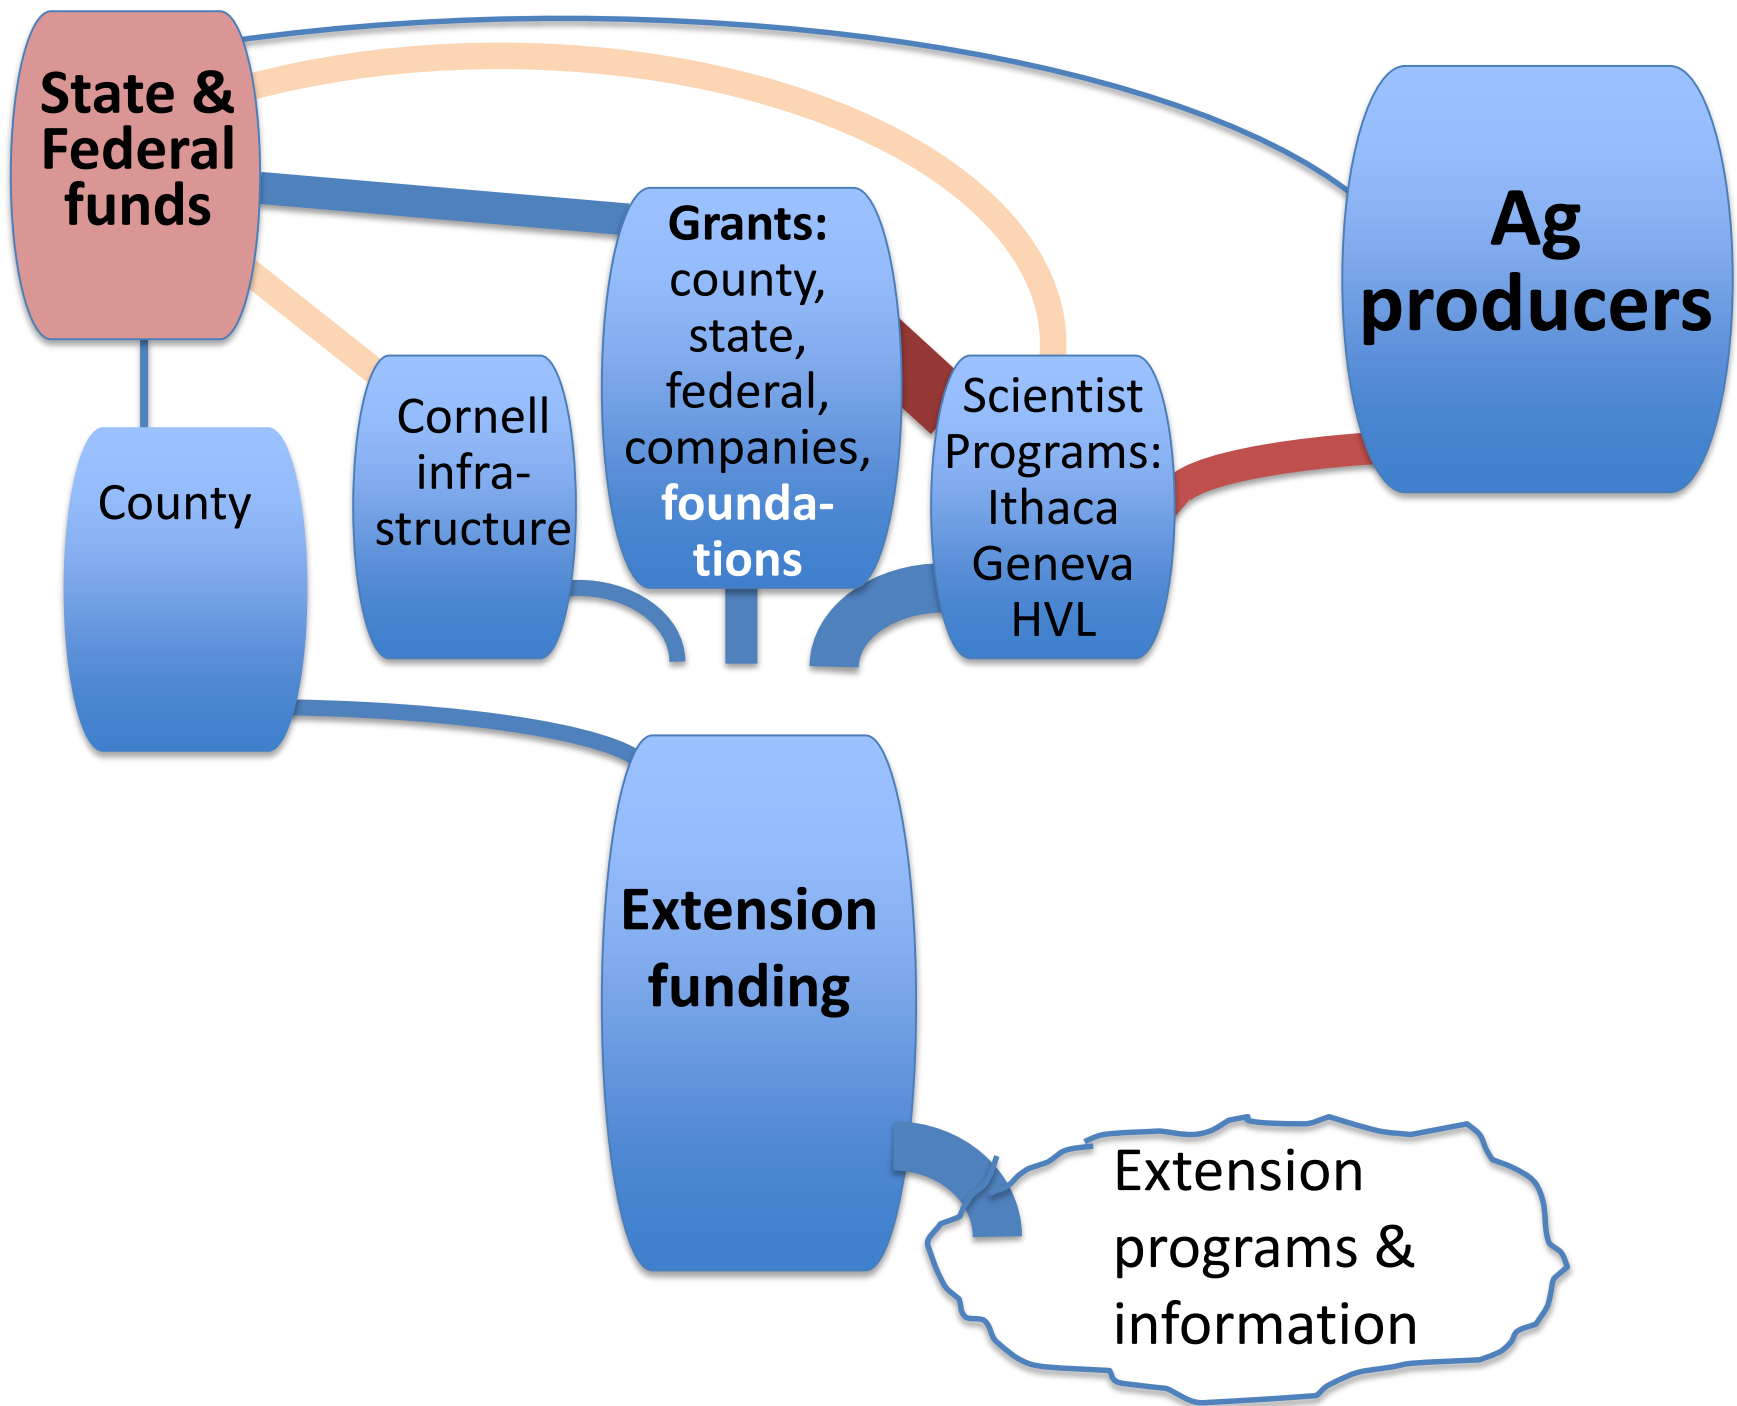 State &
Federal
funds
Ag
producers
Grants:
county,
state,
federal,
companies,
founda-
tions
Scientist
Programs:
Ithaca
Geneva
HVL
Cornell
infra-
structure
County
Extension
funding
Extension
programs &
information